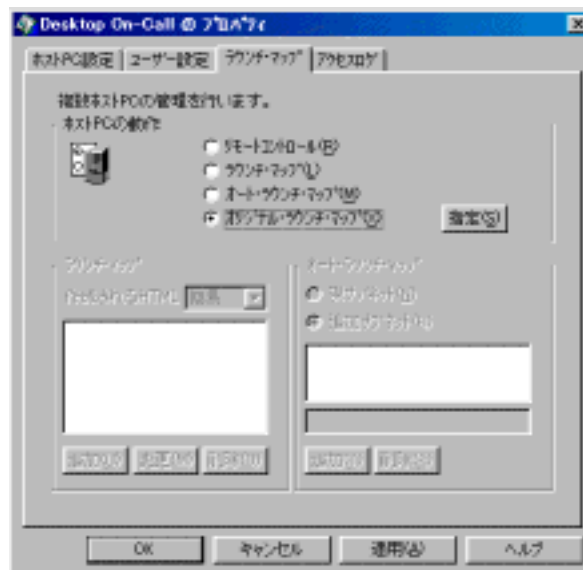 Desktop On-Call の プロパティ
ホストPC設定 ユーザー設定 ラウンチ・マップ アクセスログ
複数ホストPCの管理を行います。
ホストPCの動作
リモートコントロール(R)
ラウンチ・マップ(L)
オート・ラウンチ・マップ(M)
オリジナル・ラウンチ・マップ(X) 指定(S)
ラウンチ・マップ オート・ラウンチ・マップ
HTML 簡易
OK キャンセル 適用(A) ヘルプ